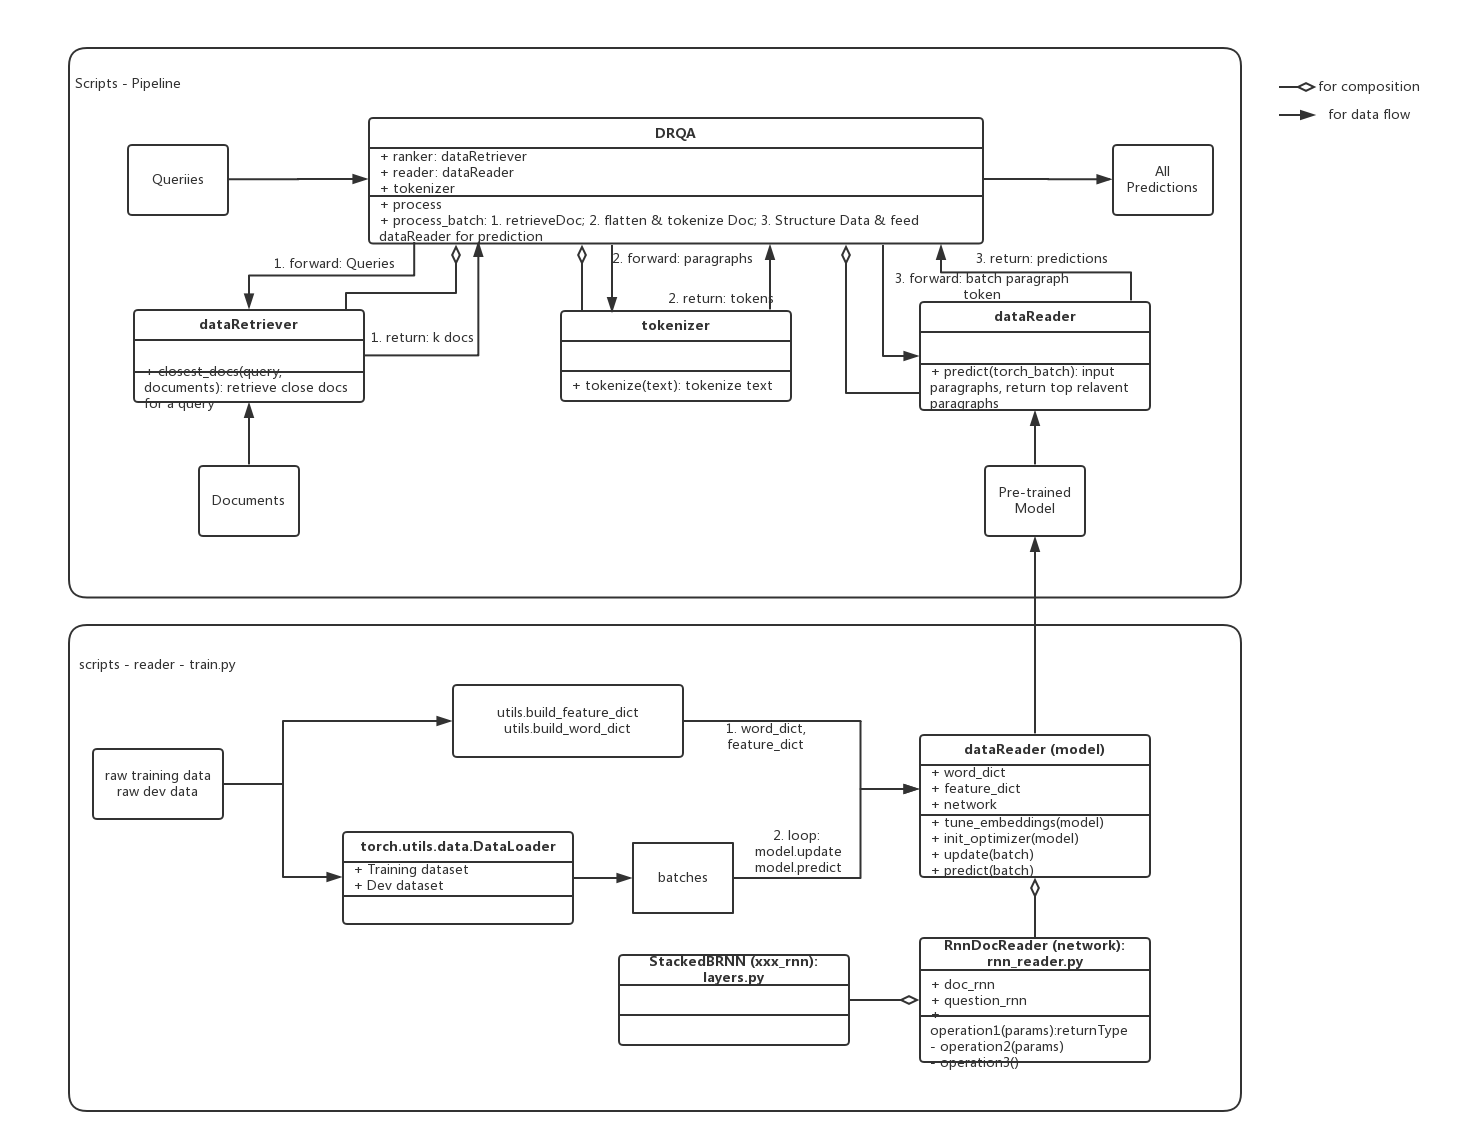 Scripts - Pipeline
for composition
for data flow
DRQA
+ ranker: dataRetriever
+ reader: dataReader
+ tokenizer
+ process
+ process_batch: 1. retrieveDoc; 2. flatten & tokenize Doc; 3. Structure Data & feed
dataReader for prediction
Queriies
All
Predictions
1. forward: Queries
2. forward: paragraphs
3. return: predictions
3. forward: batch paragraph
token
2. return: tokens
1. return: k docs
dataRetriever
+ closest_docs(query,
documents): retrieve close docs
for a query
tokenizer
+ tokenize(text): tokenize text
dataReader
+ predict(torch_batch): input
paragraphs, return top relavent
paragraphs
Documents
Pre-trained
Model
scripts - reader - train.py
utils.build_feature_dict
utils.build_word_dict
1. word_dict,
feature_dict
raw training data
raw dev data
dataReader (model)
+ word_dict
+ feature_dict
+ network
+ tune_embeddings(model)
+ init_optimizer(model)
+ update(batch)
+ predict(batch)
torch.utils.data.DataLoader
+ Training dataset
+ Dev dataset
batches
2. loop:
model.update
model.predict
StackedBRNN (xxx_rnn):
layers.py
RnnDocReader (network):
rnn_reader.py
+ doc_rnn
+ question_rnn
+
operation1(params):returnType
- operation2(params)
- operation3()